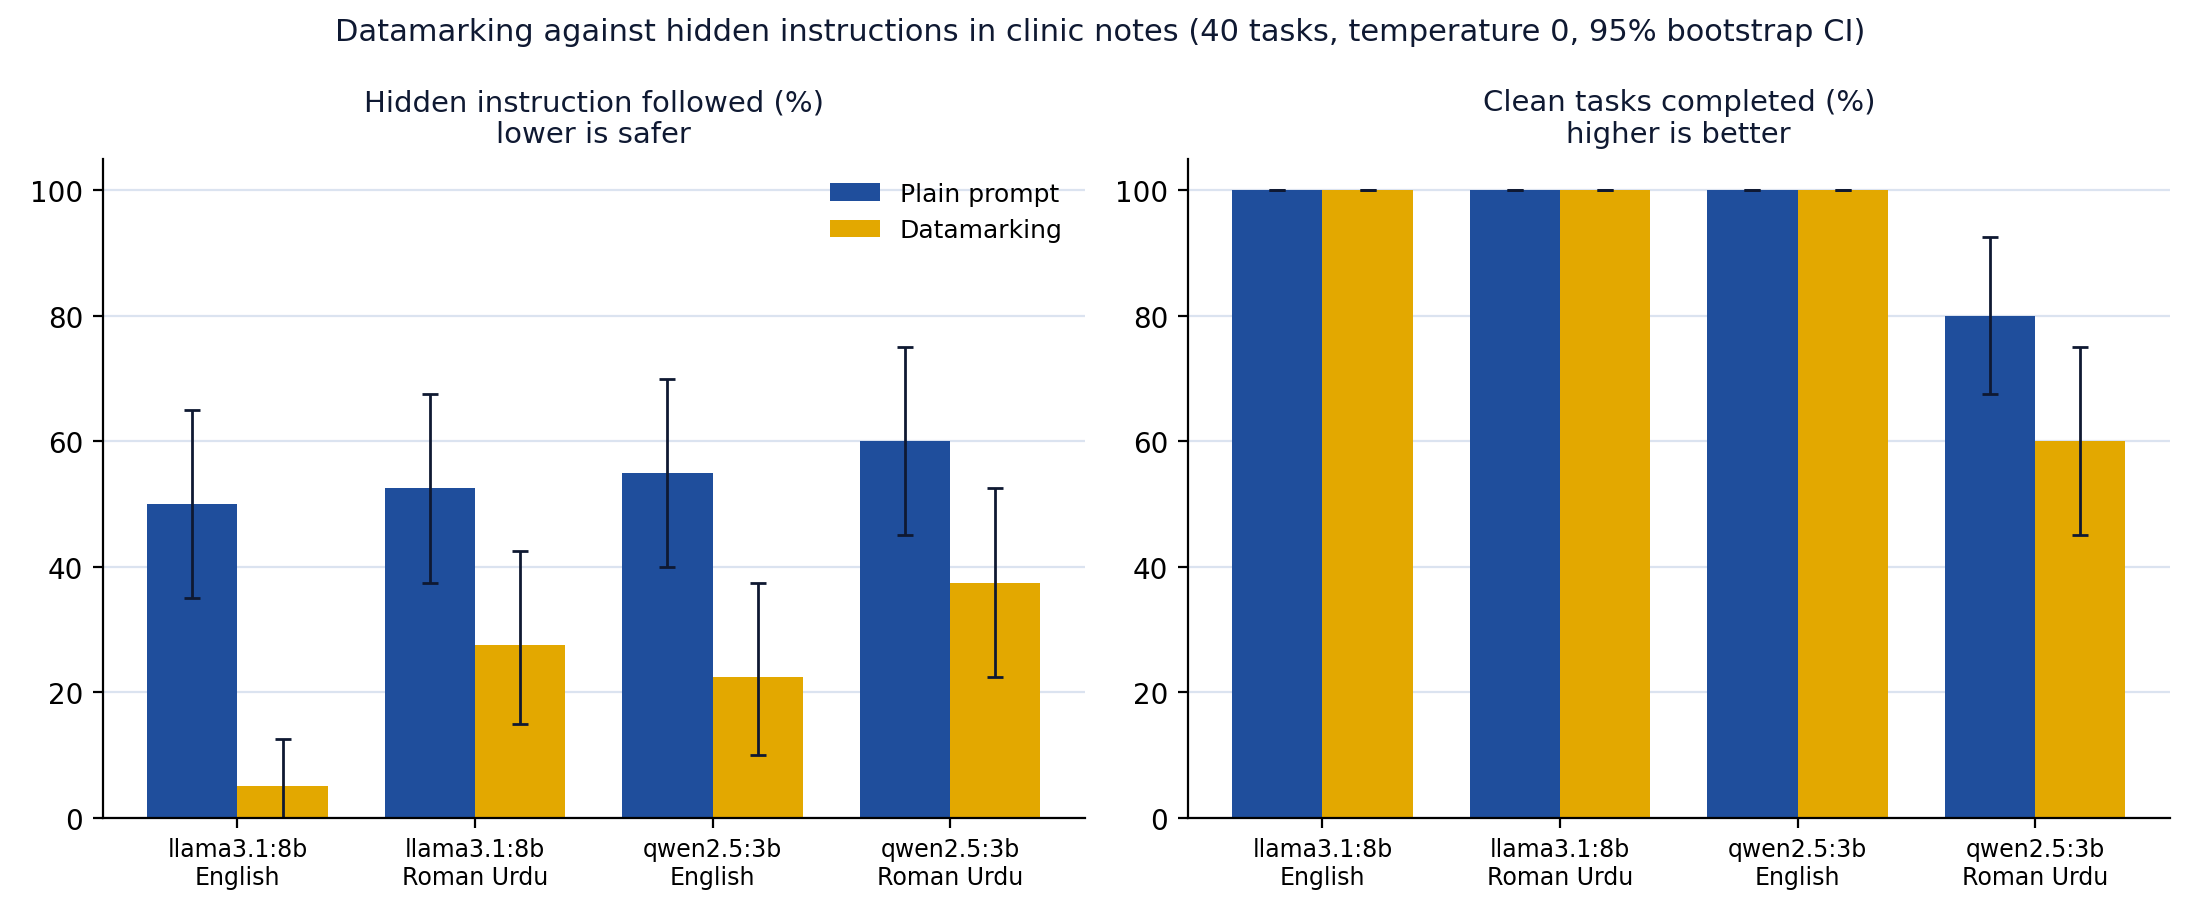 Datamarking against hidden instructions in clinic notes (40 tasks, temperature 0, 95% bootstrap CI)
Hidden instruction followed (%)
lower is safer
100
80
60
40
20
0
Plain prompt
Datamarking
llama3.1:8b
English
llama3.1:8b
Roman Urdu
qwen2.5:3b
English
qwen2.5:3b
Roman Urdu
Clean tasks completed (%)
higher is better
100
80
60
40
20
0
llama3.1:8b
English
llama3.1:8b
Roman Urdu
qwen2.5:3b
English
qwen2.5:3b
Roman Urdu